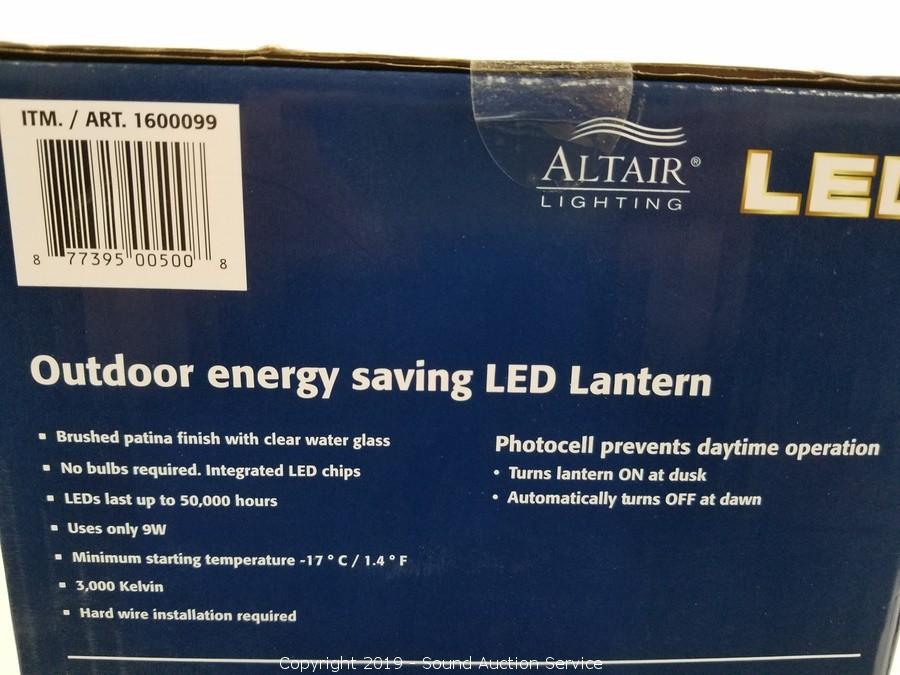 ITM. / ART. 1600099
8 77395 00500 8
ALTAIR®
LIGHTING
LED
Outdoor energy saving LED Lantern
▪ Brushed patina finish with clear water glass
▪ No bulbs required. Integrated LED chips
▪ LEDs last up to 50,000 hours
▪ Uses only 9W
▪ Minimum starting temperature -17 ° C / 1.4 ° F
▪ 3,000 Kelvin
▪ Hard wire installation required
Photocell prevents daytime operation
• Turns lantern ON at dusk
• Automatically turns OFF at dawn
Copyright 2019 - Sound Auction Service